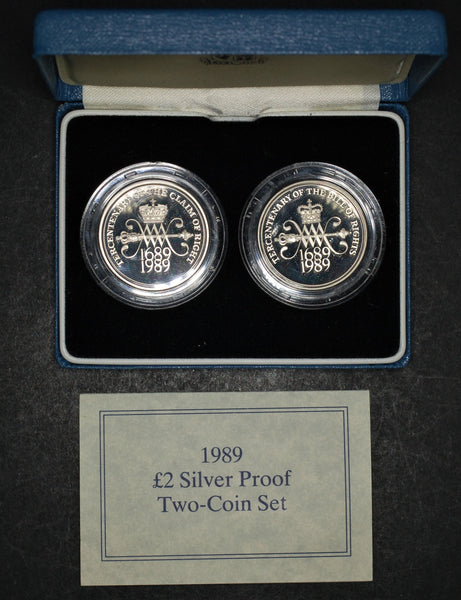 TERCENTENARY OF THE CLAIM OF RIGHT
1689
1989
TERCENTENARY OF THE BILL OF RIGHTS
1689
1989
1989
£2 Silver Proof
Two-Coin Set